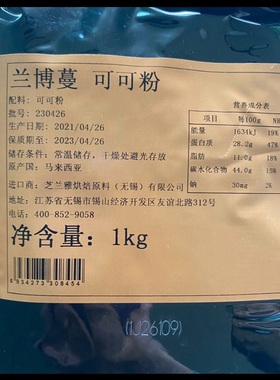 兰博蔓 可可粉
配料: 可可粉
批号: 230426
生产日期: 2021/04/26
保质期到: 2023/04/26
储存条件: 常温储存，干燥处避光存放
原产国: 马来西亚
进口商: 芝兰雅烘焙原料（无锡）有限公司
地址: 江苏省无锡市锡山经济开发区友谊北路312号
电话: 400-852-9058
净含量: 1kg
营养成分表
项目: 每100g
能量 1634kJ 19%
蛋白质 28.2g 47%
脂肪 11.0g 18%
碳水化合物 44.0g 15%
钠 30mg 2%
6934273308454
(1J26109)